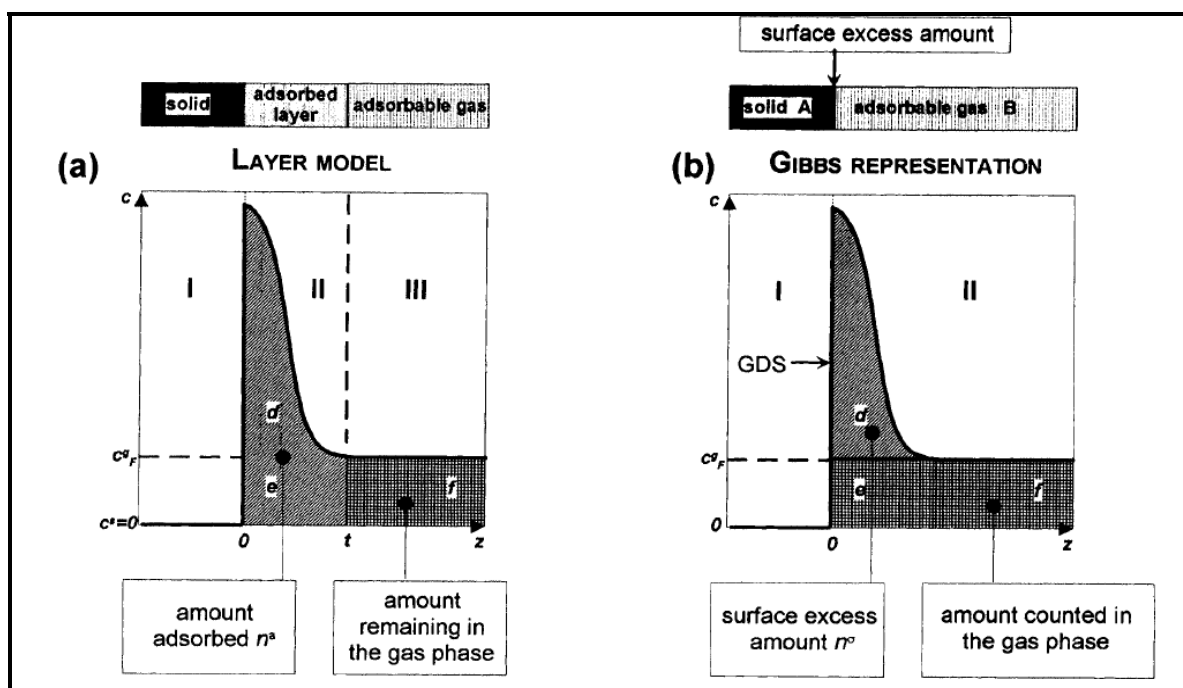 surface excess amount
solid
adsorbed
layer
adsorbable gas
solid A
adsorbable gas B
(a)
LAYER MODEL
(b)
GIBBS REPRESENTATION
c
I
II
III
d
c^g_F
e
f
c^s=0
0
t
z
c
I
II
GDS
d
c^g_F
e
f
0
0
z
amount
adsorbed n^a
amount
remaining in
the gas phase
surface excess
amount n^σ
amount counted in
the gas phase